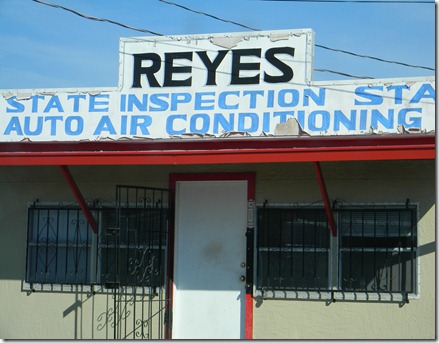 REYES
STATE INSPECTION STA
AUTO AIR CONDITIONING